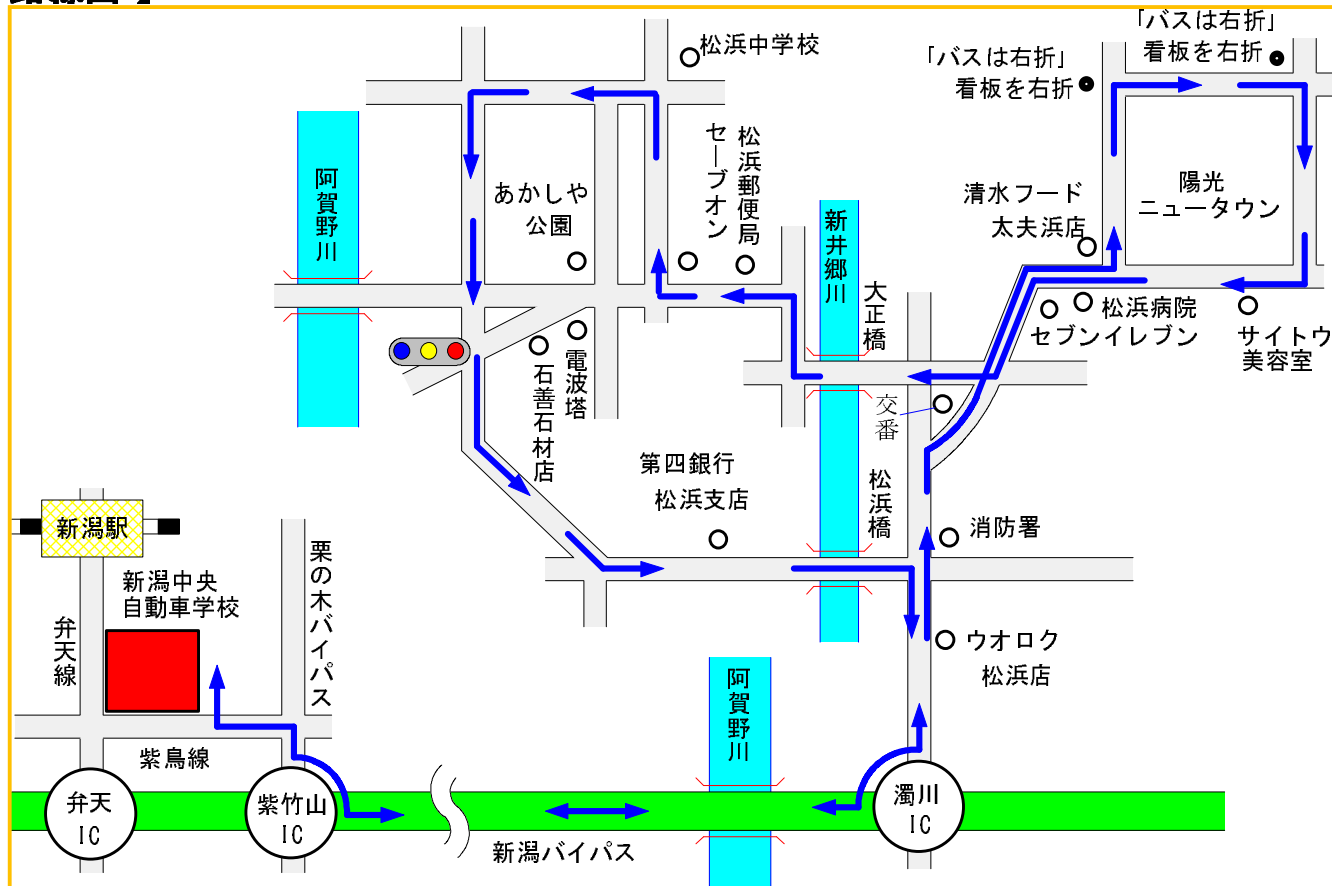 松浜中学校
「バスは右折」
看板を右折
「バスは右折」
看板を右折
阿賀野川
あかしや
公園
セーブオン
松浜郵便局
新井郷川
大正橋
清水フード
太夫浜店
陽光
ニュータウン
松浜病院
セブンイレブン
サイトウ
美容室
電波塔
石善石材店
交番
第四銀行
松浜支店
松浜橋
消防署
新潟駅
新潟中央
自動車学校
弁天線
栗の木バイパス
紫鳥線
ウオロク
松浜店
阿賀野川
弁天
IC
紫竹山
IC
濁川
IC
新潟バイパス